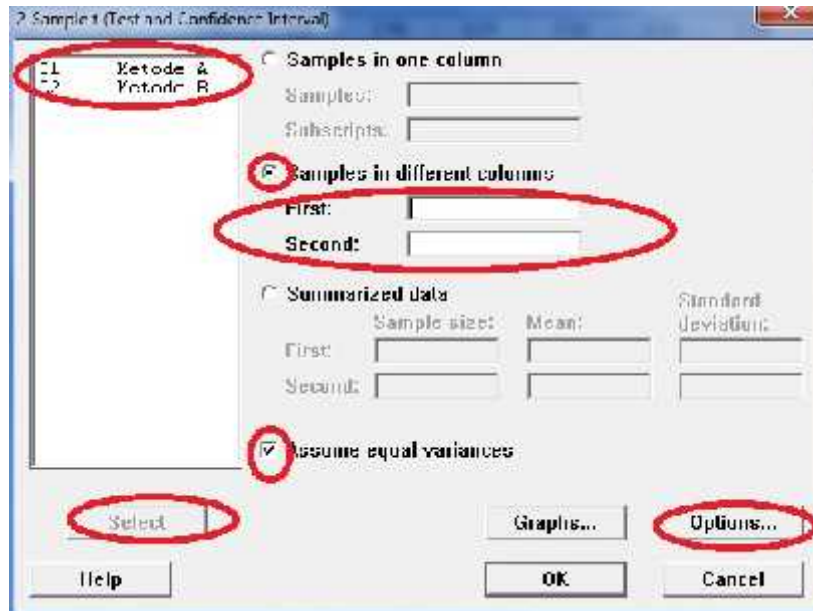 2-Sample t (Test and Confidence Interval)
C1 Metode A
C2 Metode B
Samples in one column
Samples:
Subscripts:
Samples in different columns
First:
Second:
Summarized data
Sample size: Mean: Standard deviation:
First:
Second:
Assume equal variances
Select
Graphs... Options...
Help OK Cancel